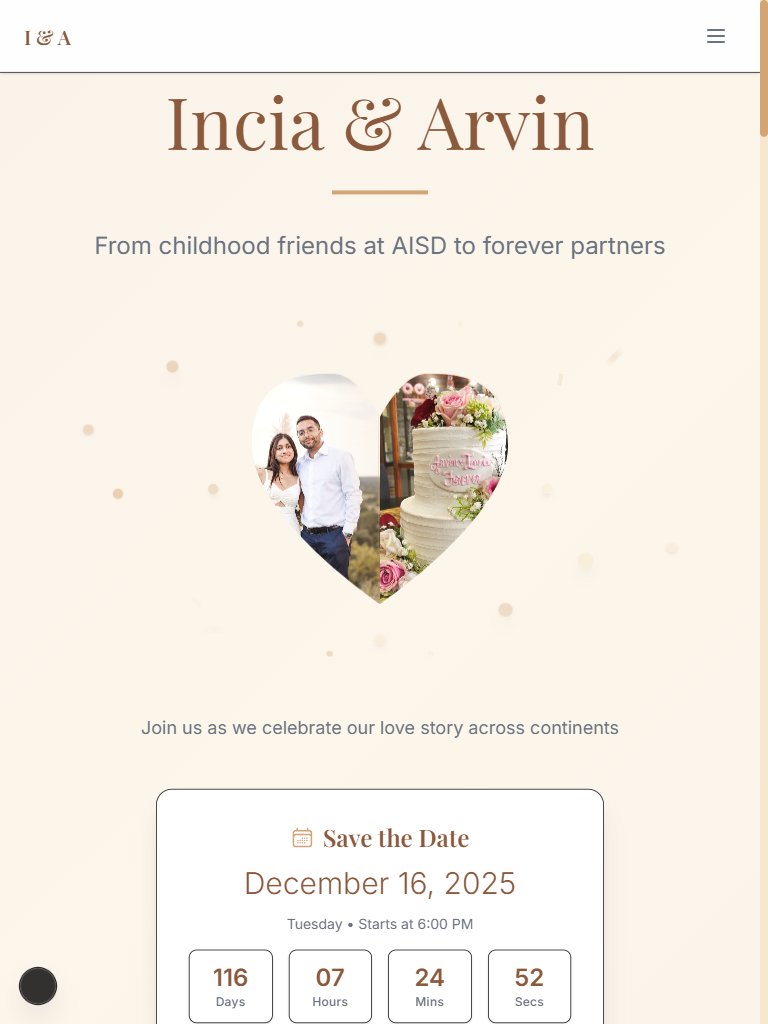 I & A
Incia & Arvin
From childhood friends at AISD to forever partners
Join us as we celebrate our love story across continents
Save the Date
December 16, 2025
Tuesday • Starts at 6:00 PM
116 07 24 52
Days Hours Mins Secs